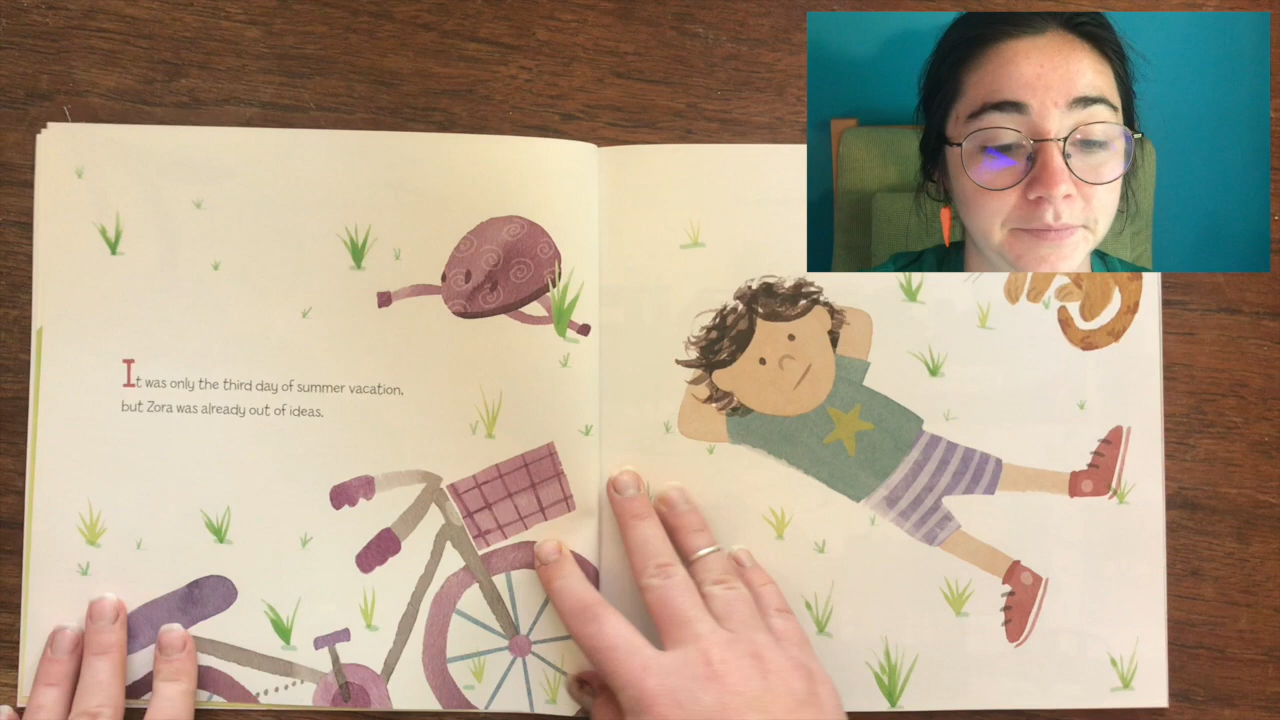 It was only the third day of summer vacation,
but Zora was already out of ideas.